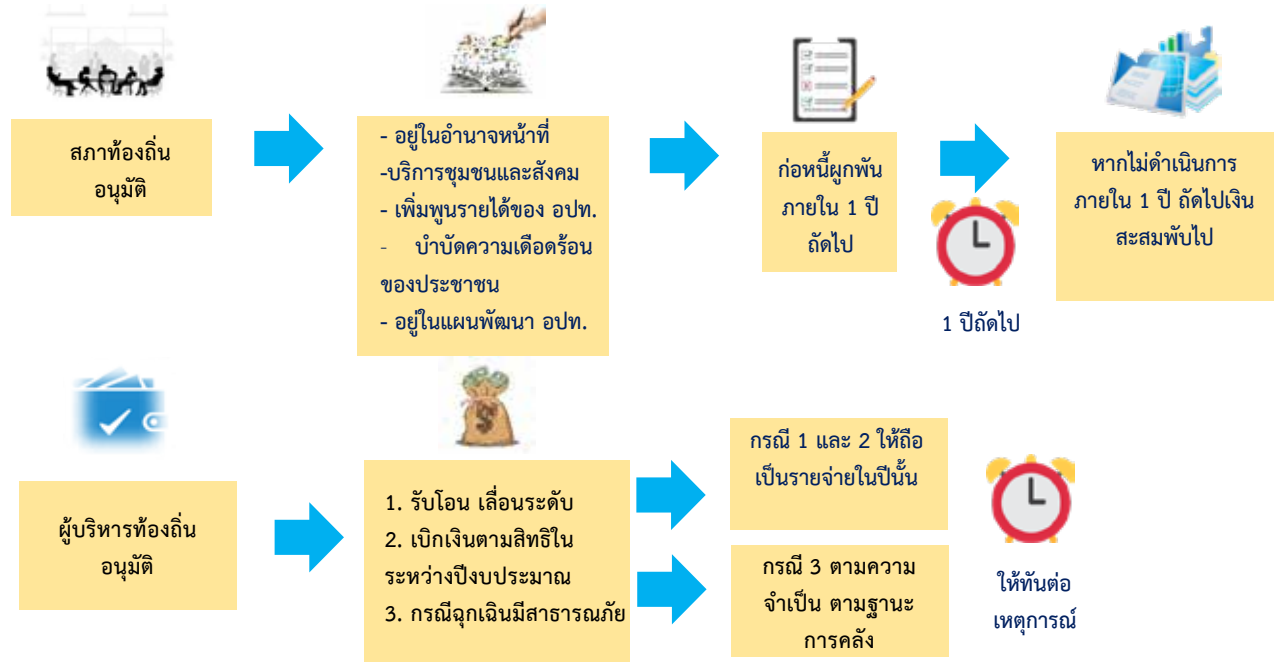 สภาท้องถิ่น
อนุมัติ
- อยู่ในอำนาจหน้าที่
-บริการชุมชนและสังคม
- เพิ่มพูนรายได้ของ อปท.
- บำบัดความเดือดร้อน
ของประชาชน
- อยู่ในแผนพัฒนา อปท.
ก่อหนี้ผูกพัน
ภายใน 1 ปี
ถัดไป
1 ปีถัดไป
หากไม่ดำเนินการ
ภายใน 1 ปี ถัดไปเงิน
สะสมพับไป
ผู้บริหารท้องถิ่น
อนุมัติ
1. รับโอน เลื่อนระดับ
2. เบิกเงินตามสิทธิใน
ระหว่างปีงบประมาณ
3. กรณีฉุกเฉินมีสาธารณภัย
กรณี 1 และ 2 ให้ถือ
เป็นรายจ่ายในปีนั้น
กรณี 3 ตามความ
จำเป็น ตามฐานะ
การคลัง
ให้ทันต่อ
เหตุการณ์